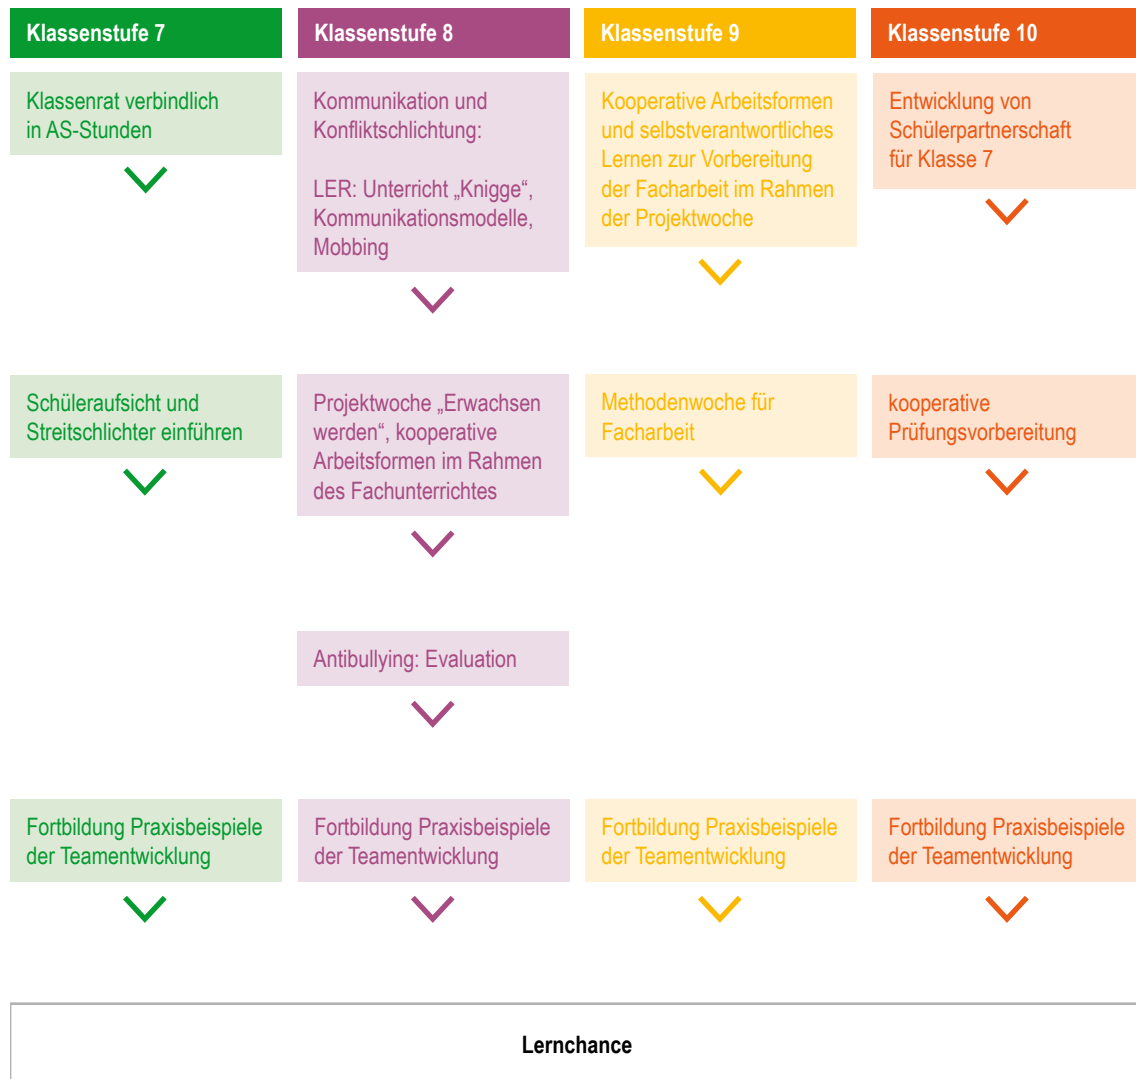 Klassenstufe 7
Klassenrat verbindlich
in AS-Stunden
Schüleraufsicht und
Streitschlichter einführen
Fortbildung Praxisbeispiele
der Teamentwicklung
Klassenstufe 8
Kommunikation und
Konfliktschlichtung:
LER: Unterricht „Knigge“,
Kommunikationsmodelle,
Mobbing
Projektwoche „Erwachsen
werden“, kooperative
Arbeitsformen im Rahmen
des Fachunterrichtes
Antibullying: Evaluation
Fortbildung Praxisbeispiele
der Teamentwicklung
Klassenstufe 9
Kooperative Arbeitsformen
und selbstverantwortliches
Lernen zur Vorbereitung
der Facharbeit im Rahmen
der Projektwoche
Methodenwoche für
Facharbeit
Fortbildung Praxisbeispiele
der Teamentwicklung
Klassenstufe 10
Entwicklung von
Schülerpartnerschaft
für Klasse 7
kooperative
Prüfungsvorbereitung
Fortbildung Praxisbeispiele
der Teamentwicklung
Lernchance